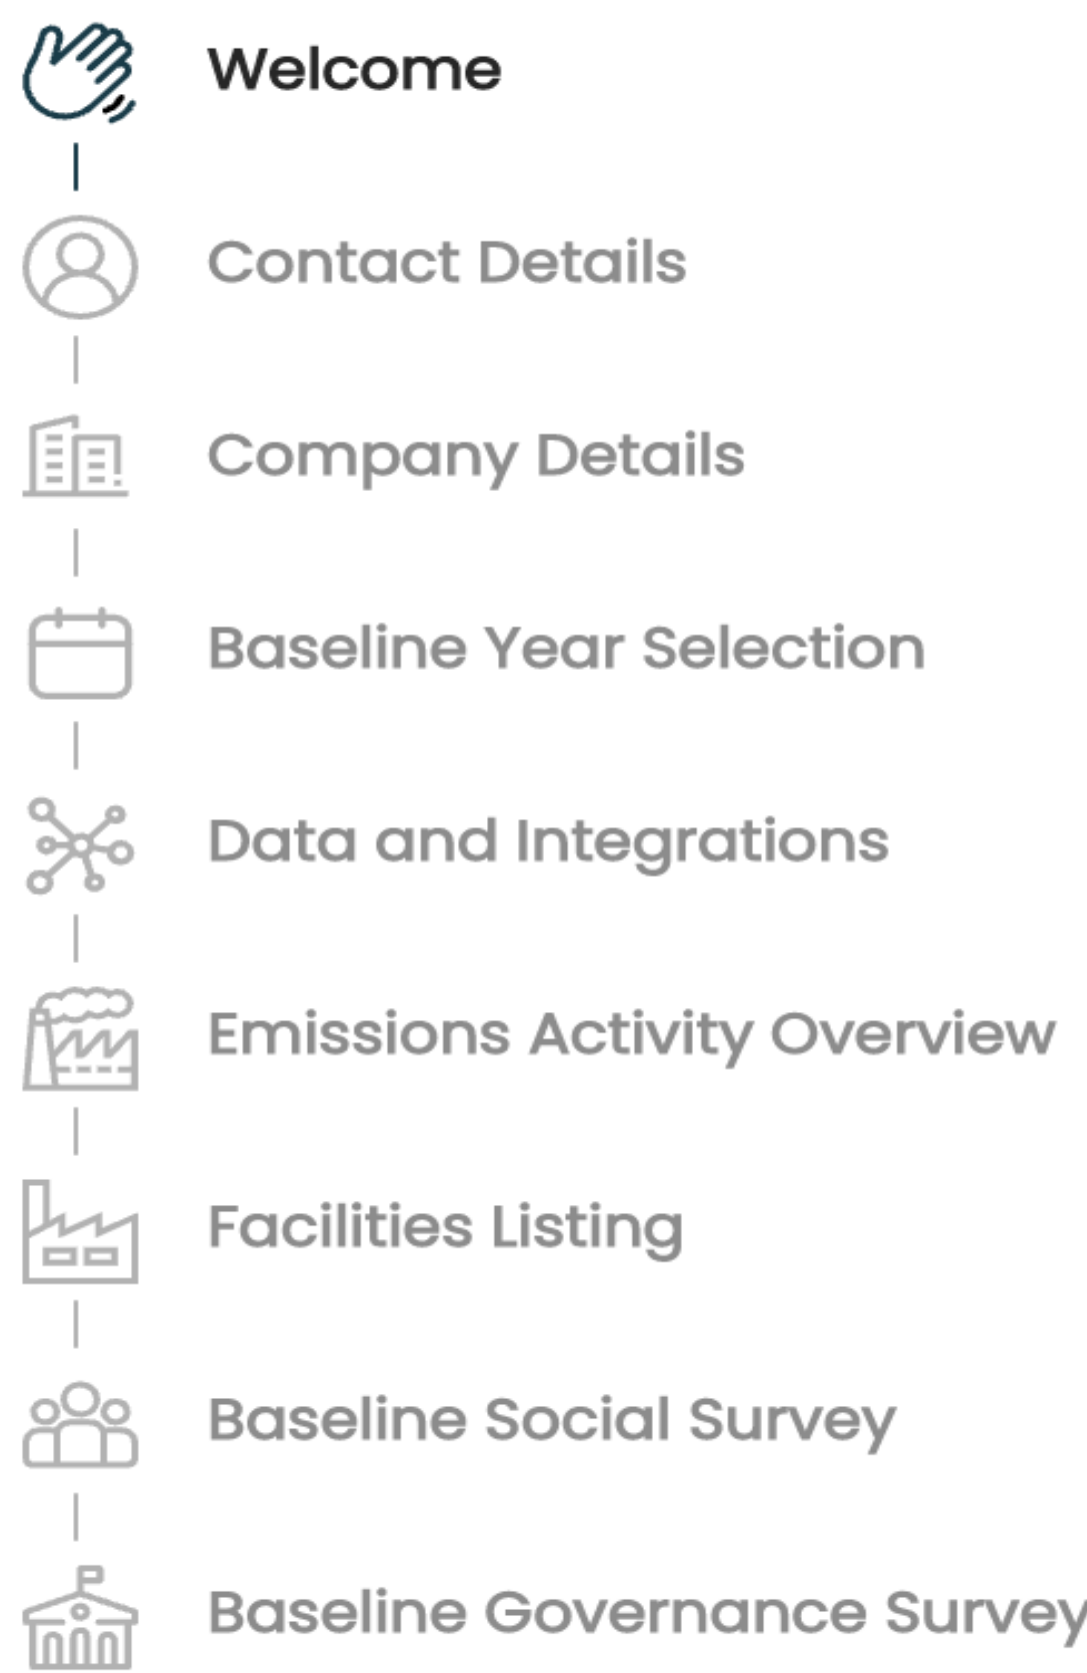 Welcome
Contact Details
Company Details
Baseline Year Selection
Data and Integrations
Emissions Activity Overview
Facilities Listing
Baseline Social Survey
Baseline Governance Survey